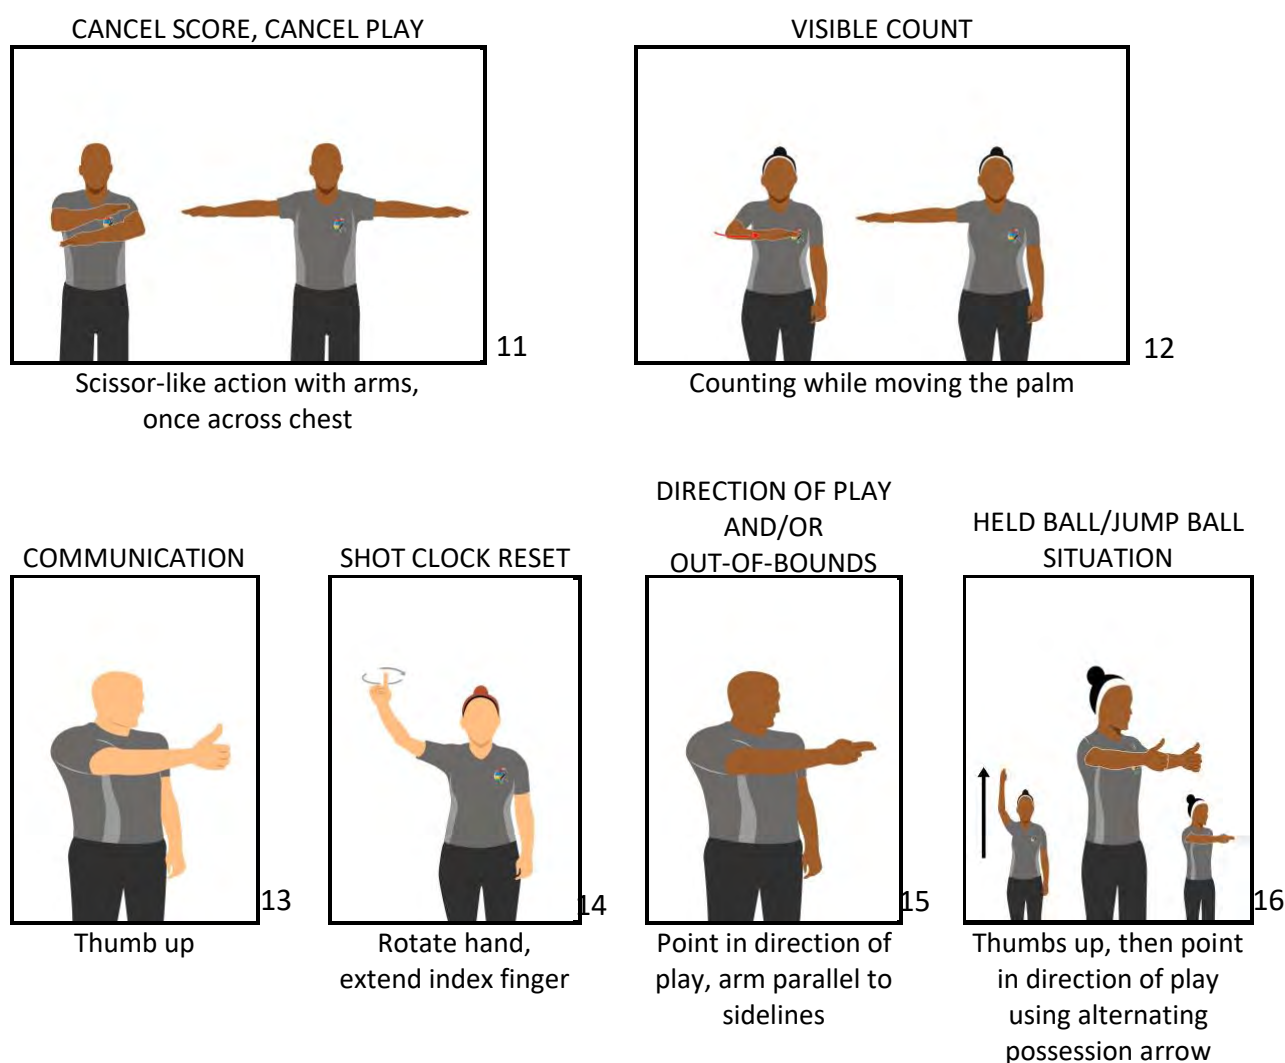 CANCEL SCORE, CANCEL PLAY
11
Scissor-like action with arms,
once across chest
VISIBLE COUNT
12
Counting while moving the palm
COMMUNICATION
13
Thumb up
SHOT CLOCK RESET
14
Rotate hand,
extend index finger
DIRECTION OF PLAY
AND/OR
OUT-OF-BOUNDS
15
Point in direction of
play, arm parallel to
sidelines
HELD BALL/JUMP BALL
SITUATION
16
Thumbs up, then point
in direction of play
using alternating
possession arrow